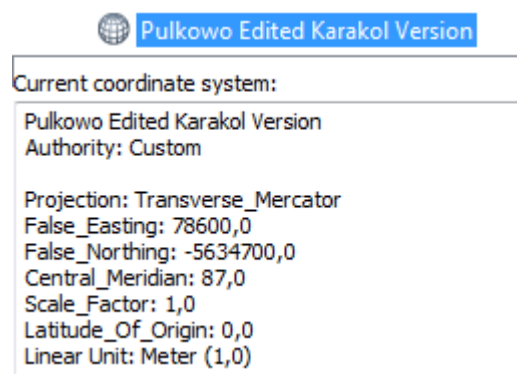 Pulkowo Edited Karakol Version
Current coordinate system:
Pulkowo Edited Karakol Version
Authority: Custom
Projection: Transverse_Mercator
False_Easting: 78600,0
False_Northing: -5634700,0
Central_Meridian: 87,0
Scale_Factor: 1,0
Latitude_Of_Origin: 0,0
Linear Unit: Meter (1,0)